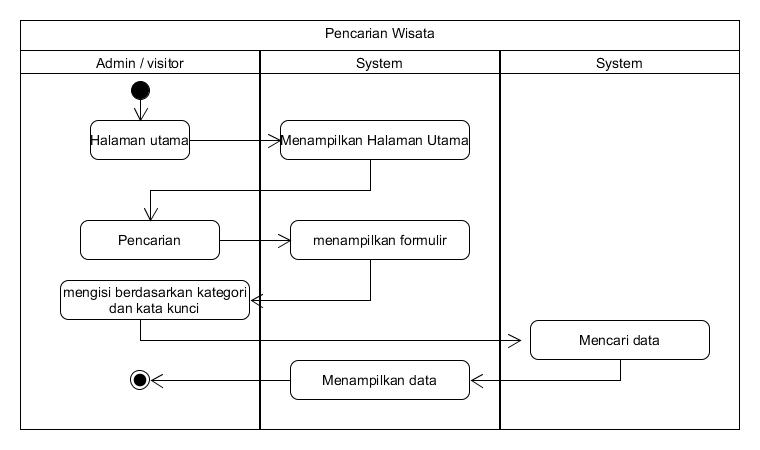 Pencarian Wisata
Admin / visitor
System
System
Halaman utama
Menampilkan Halaman Utama
Pencarian
menampilkan formulir
mengisi berdasarkan kategori
dan kata kunci
Mencari data
Menampilkan data